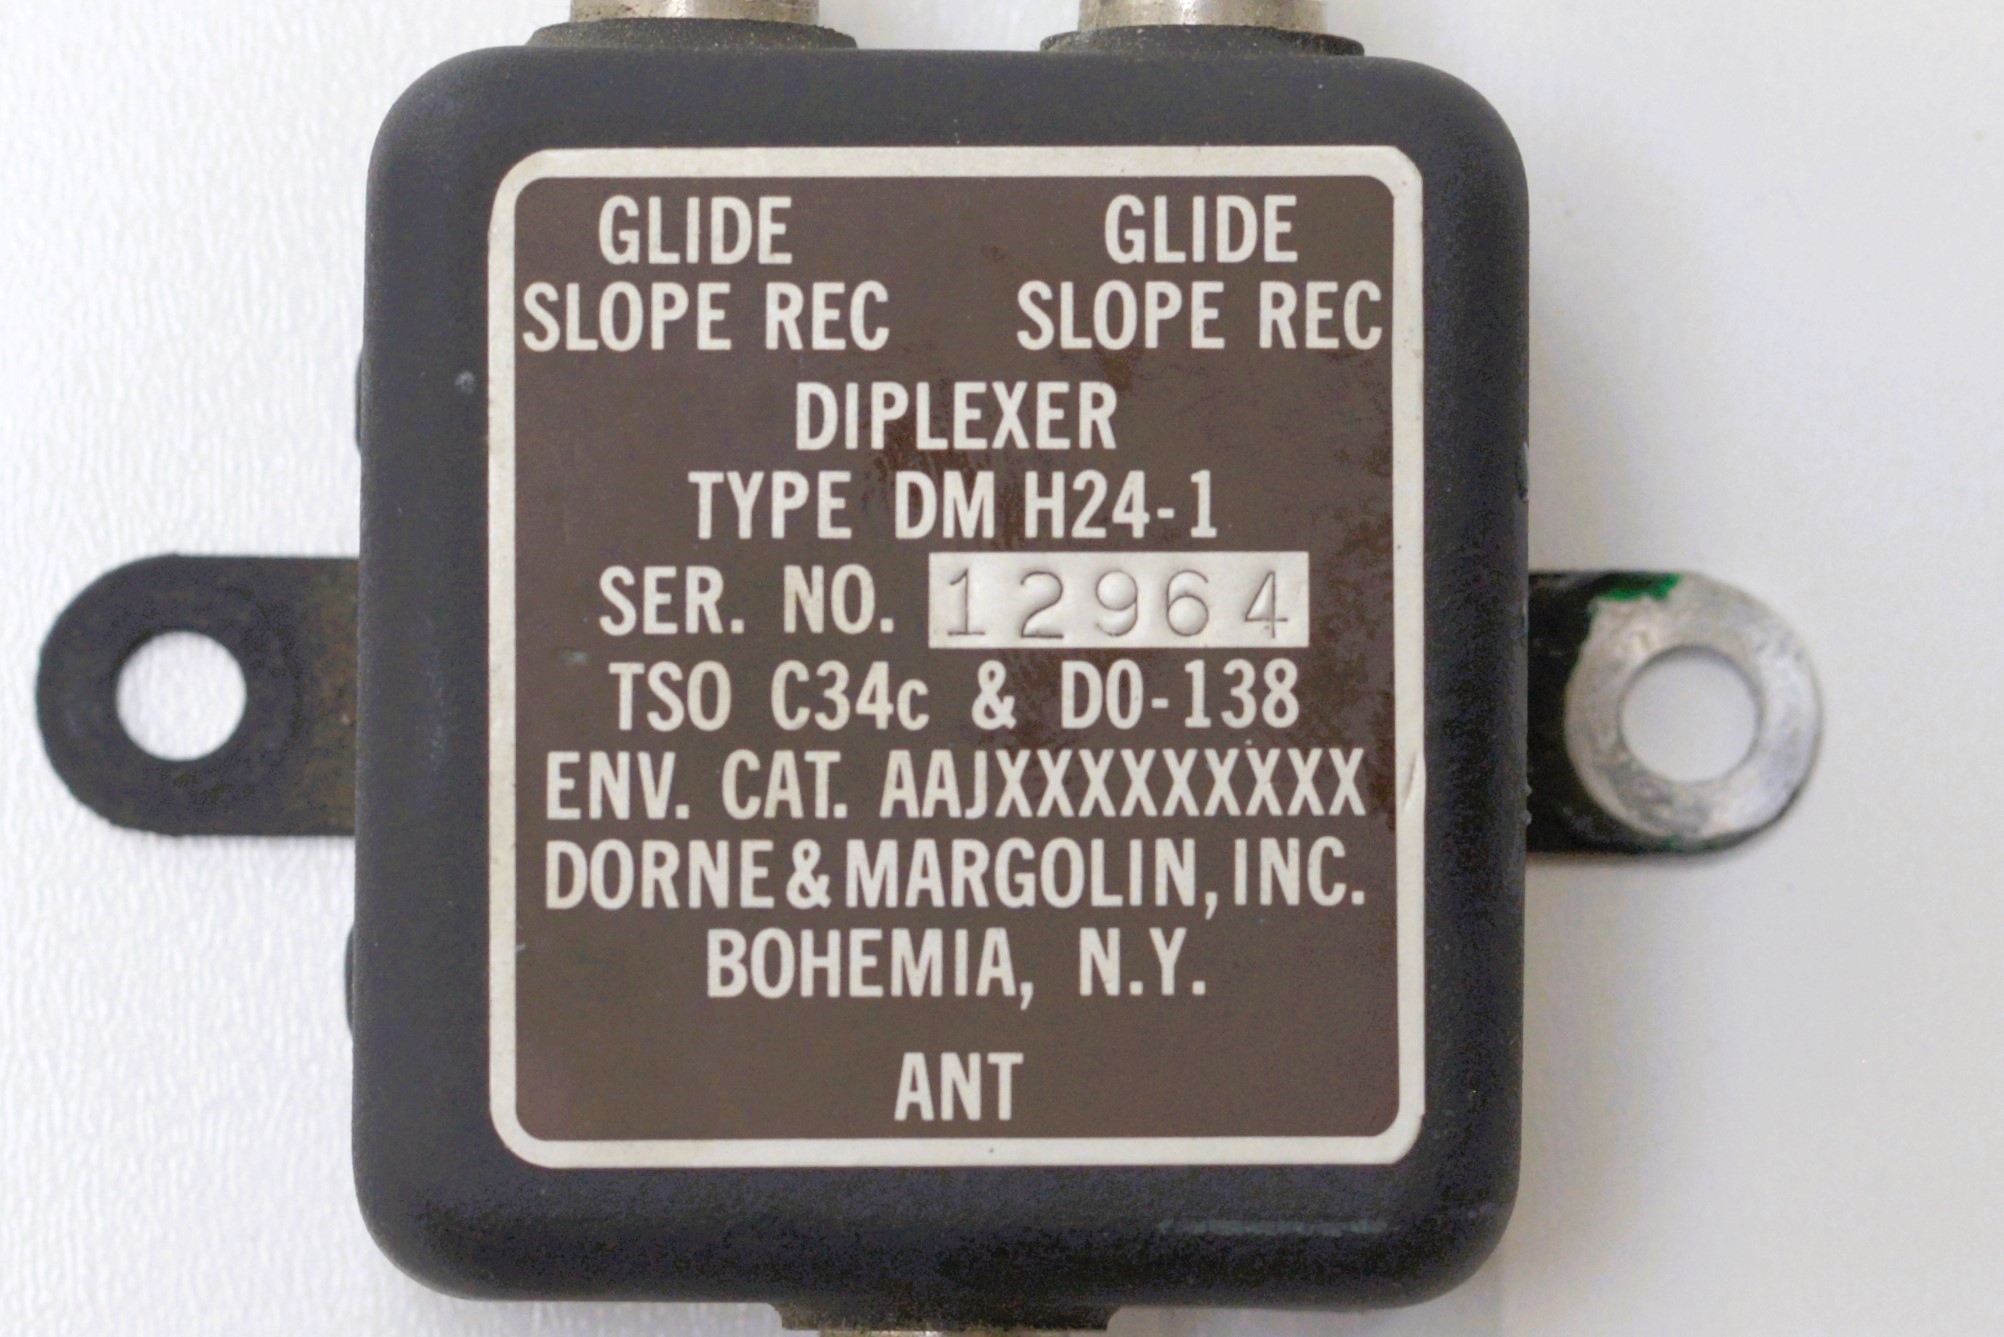 GLIDE GLIDE
SLOPE REC SLOPE REC
DIPLEXER
TYPE DM H24-1
SER. NO. 12964
TSO C34c & DO-138
ENV. CAT. AAJXXXXXXXXX
DORNE & MARGOLIN, INC.
BOHEMIA, N.Y.
ANT